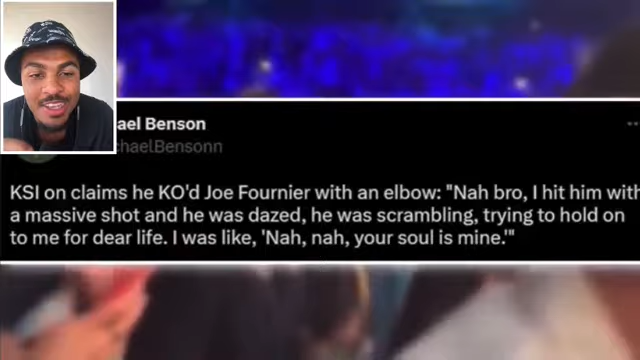 ael Benson
chaelBensonn
KSI on claims he KO'd Joe Fournier with an elbow: "Nah bro, I hit him with
a massive shot and he was dazed, he was scrambling, trying to hold on
to me for dear life. I was like, 'Nah, nah, your soul is mine.'"